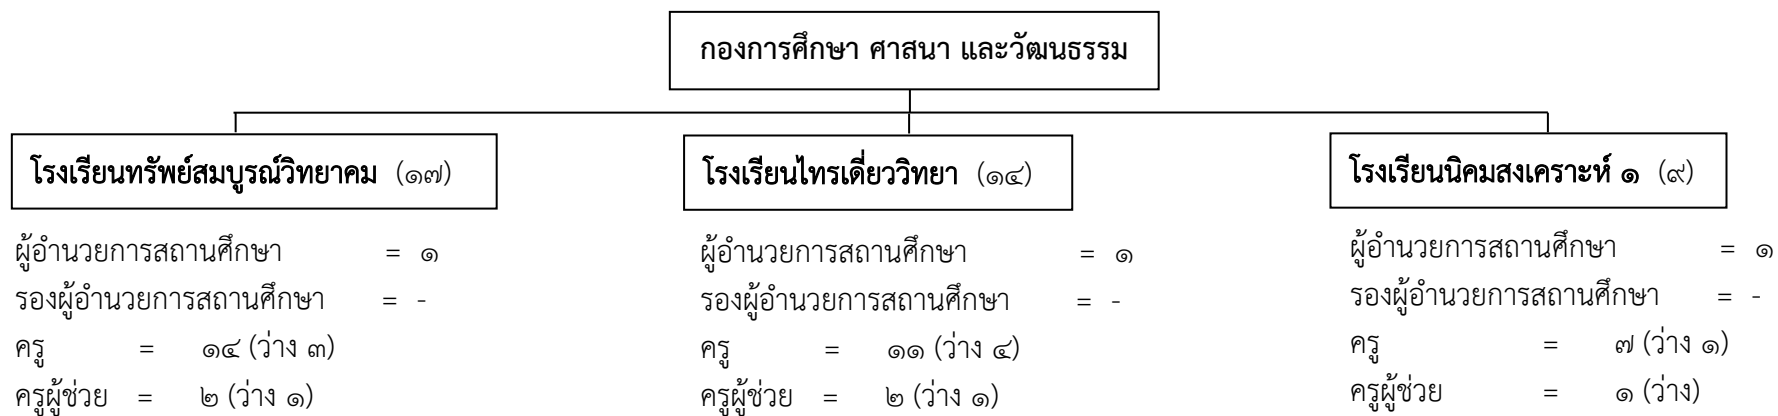 กองการศึกษา ศาสนา และวัฒนธรรม
โรงเรียนทรัพย์สมบูรณ์วิทยาคม (๑๗)
ผู้อำนวยการสถานศึกษา = ๑
รองผู้อำนวยการสถานศึกษา = -
ครู = ๑๔ (ว่าง ๓)
ครูผู้ช่วย = ๒ (ว่าง ๑)
โรงเรียนไทรเดี่ยววิทยา (๑๔)
ผู้อำนวยการสถานศึกษา = ๑
รองผู้อำนวยการสถานศึกษา = -
ครู = ๑๑ (ว่าง ๔)
ครูผู้ช่วย = ๒ (ว่าง ๑)
โรงเรียนนิคมสงเคราะห์ ๑ (๙)
ผู้อำนวยการสถานศึกษา = ๑
รองผู้อำนวยการสถานศึกษา = -
ครู = ๗ (ว่าง ๑)
ครูผู้ช่วย = ๑ (ว่าง)